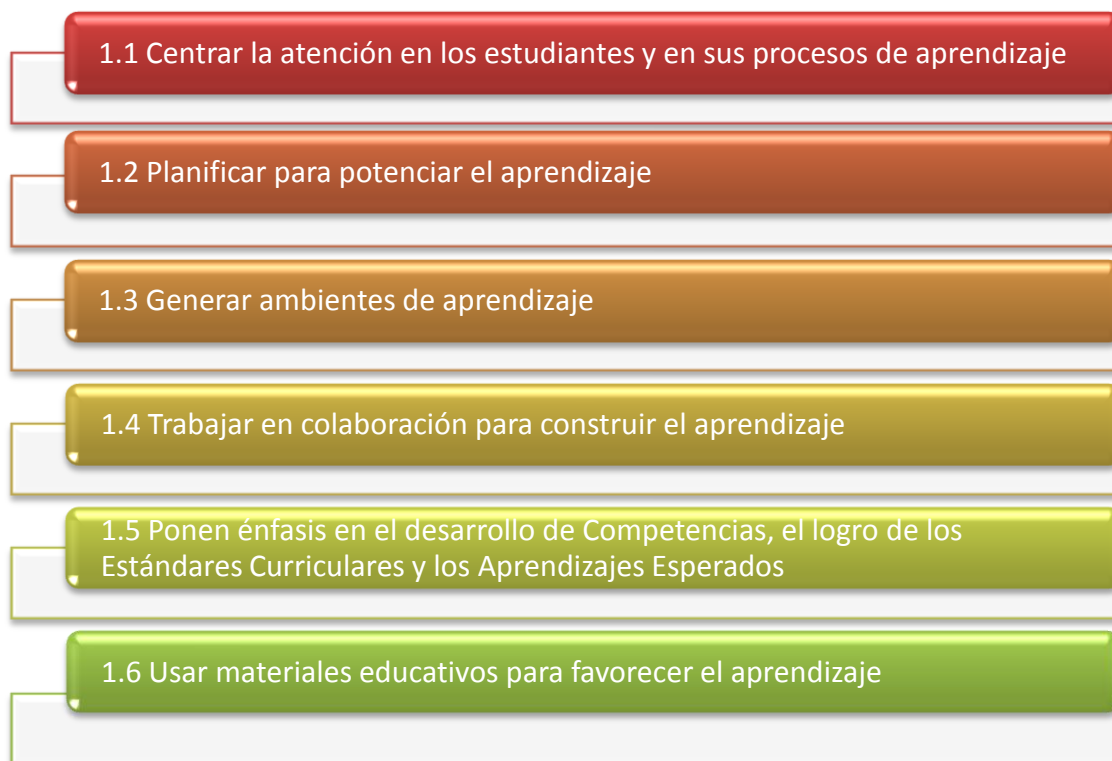 1.1 Centrar la atención en los estudiantes y en sus procesos de aprendizaje
1.2 Planificar para potenciar el aprendizaje
1.3 Generar ambientes de aprendizaje
1.4 Trabajar en colaboración para construir el aprendizaje
1.5 Ponen énfasis en el desarrollo de Competencias, el logro de los
Estándares Curriculares y los Aprendizajes Esperados
1.6 Usar materiales educativos para favorecer el aprendizaje